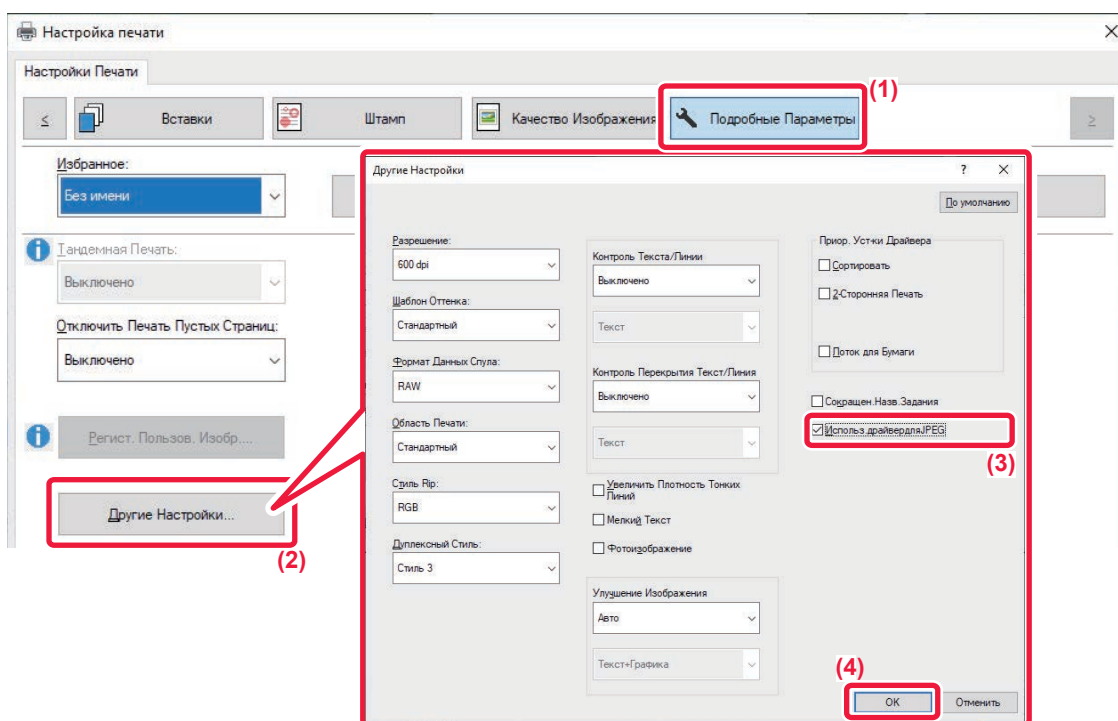 Настройка печати
Настройки Печати
(1)
<
Вставки
Штамп
Качество Изображения
Подробные Параметры
>
Избранное:
Без имени
Тандемная Печать:
Выключено
Отключить Печать Пустых Страниц:
Выключено
Регист. Пользов. Изобр....
Другие Настройки...
(2)
Другие Настройки
?
По умолчанию
Разрешение:
600 dpi
Шаблон Оттенка:
Стандартный
Формат Данных Спула:
RAW
Область Печати:
Стандартный
Стиль Rip:
RGB
Дуплексный Стиль:
Стиль 3
Контроль Текста/Линии
Выключено
Текст
Контроль Перекрытия Текст/Линия
Выключено
Текст
Увеличить Плотность Тонких
Линий
Мелкий Текст
Фотоизображение
Улушение Изображения
Авто
Текст+Графика
Приор. Уст-ки Драйвера
Сортировать
2-Сторонняя Печать
Лоток для Бумаги
Сокращен.Назв.Задания
Использ.драйвердляJPEG
(3)
(4)
OK
Отменить